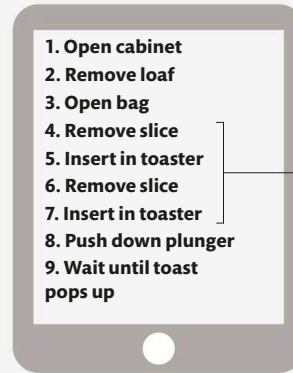 1. Open cabinet
2. Remove loaf
3. Open bag
4. Remove slice
5. Insert in toaster
6. Remove slice
7. Insert in toaster
8. Push down plunger
9. Wait until toast
pops up